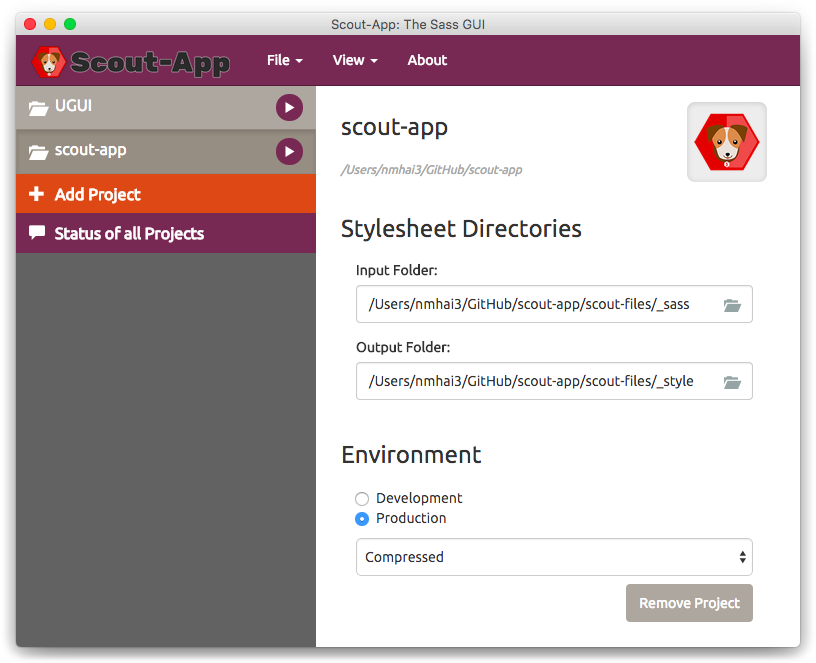 Scout-App: The Sass GUI
Scout-App File View About
UGUI
scout-app
Add Project
Status of all Projects
scout-app
/Users/nmhai3/GitHub/scout-app
Stylesheet Directories
Input Folder:
/Users/nmhai3/GitHub/scout-app/scout-files/_sass
Output Folder:
/Users/nmhai3/GitHub/scout-app/scout-files/_style
Environment
Development
Production
Compressed
Remove Project